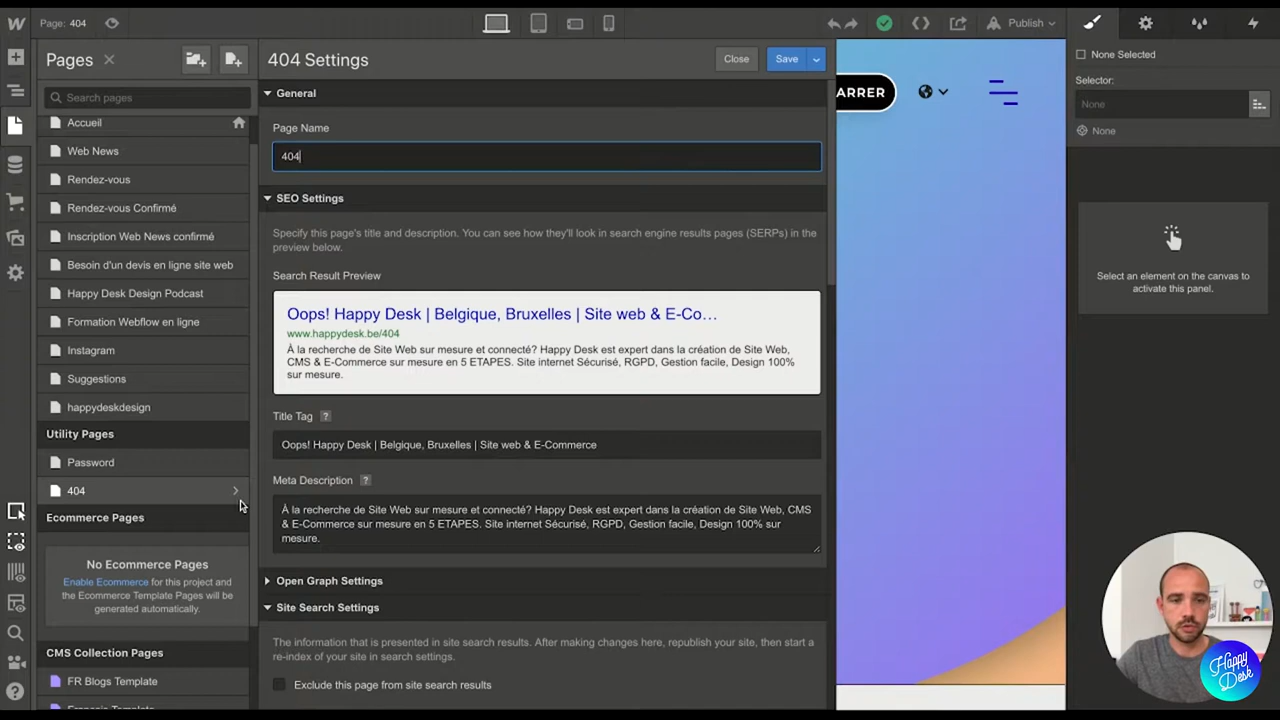 Page: 404
Publish
Pages
Search pages
Accueil
Web News
Rendez-vous
Rendez-vous Confirmé
Inscription Web News confirmé
Besoin d'un devis en ligne site web
Happy Desk Design Podcast
Formation Webflow en ligne
Instagram
Suggestions
happydeskdesign
Utility Pages
Password
404
Ecommerce Pages
No Ecommerce Pages
Enable Ecommerce for this project and
the Ecommerce Template Pages will be
generated automatically.
CMS Collection Pages
FR Blogs Template
Français Template
404 Settings
Close
Save
General
Page Name
404
SEO Settings
Specify this page's title and description. You can see how they'll look in search engine results pages (SERPs) in the
preview below.
Search Result Preview
Oops! Happy Desk | Belgique, Bruxelles | Site web & E-Co…
www.happydesk.be/404
À la recherche de Site Web sur mesure et connecté? Happy Desk est expert dans la création de Site Web,
CMS & E-Commerce sur mesure en 5 ETAPES. Site internet Sécurisé, RGPD, Gestion facile, Design 100%
sur mesure.
Title Tag ?
Oops! Happy Desk | Belgique, Bruxelles | Site web & E-Commerce
Meta Description ?
À la recherche de Site Web sur mesure et connecté? Happy Desk est expert dans la création de Site Web, CMS
& E-Commerce sur mesure en 5 ETAPES. Site internet Sécurisé, RGPD, Gestion facile, Design 100% sur
mesure.
Open Graph Settings
Site Search Settings
The information that is presented in site search results. After making changes here, republish your site, then start a
re-index of your site in search settings.
Exclude this page from site search results
ARRER
None Selected
Selector:
None
None
Select an element on the canvas to
activate this panel.
Happy
Desk